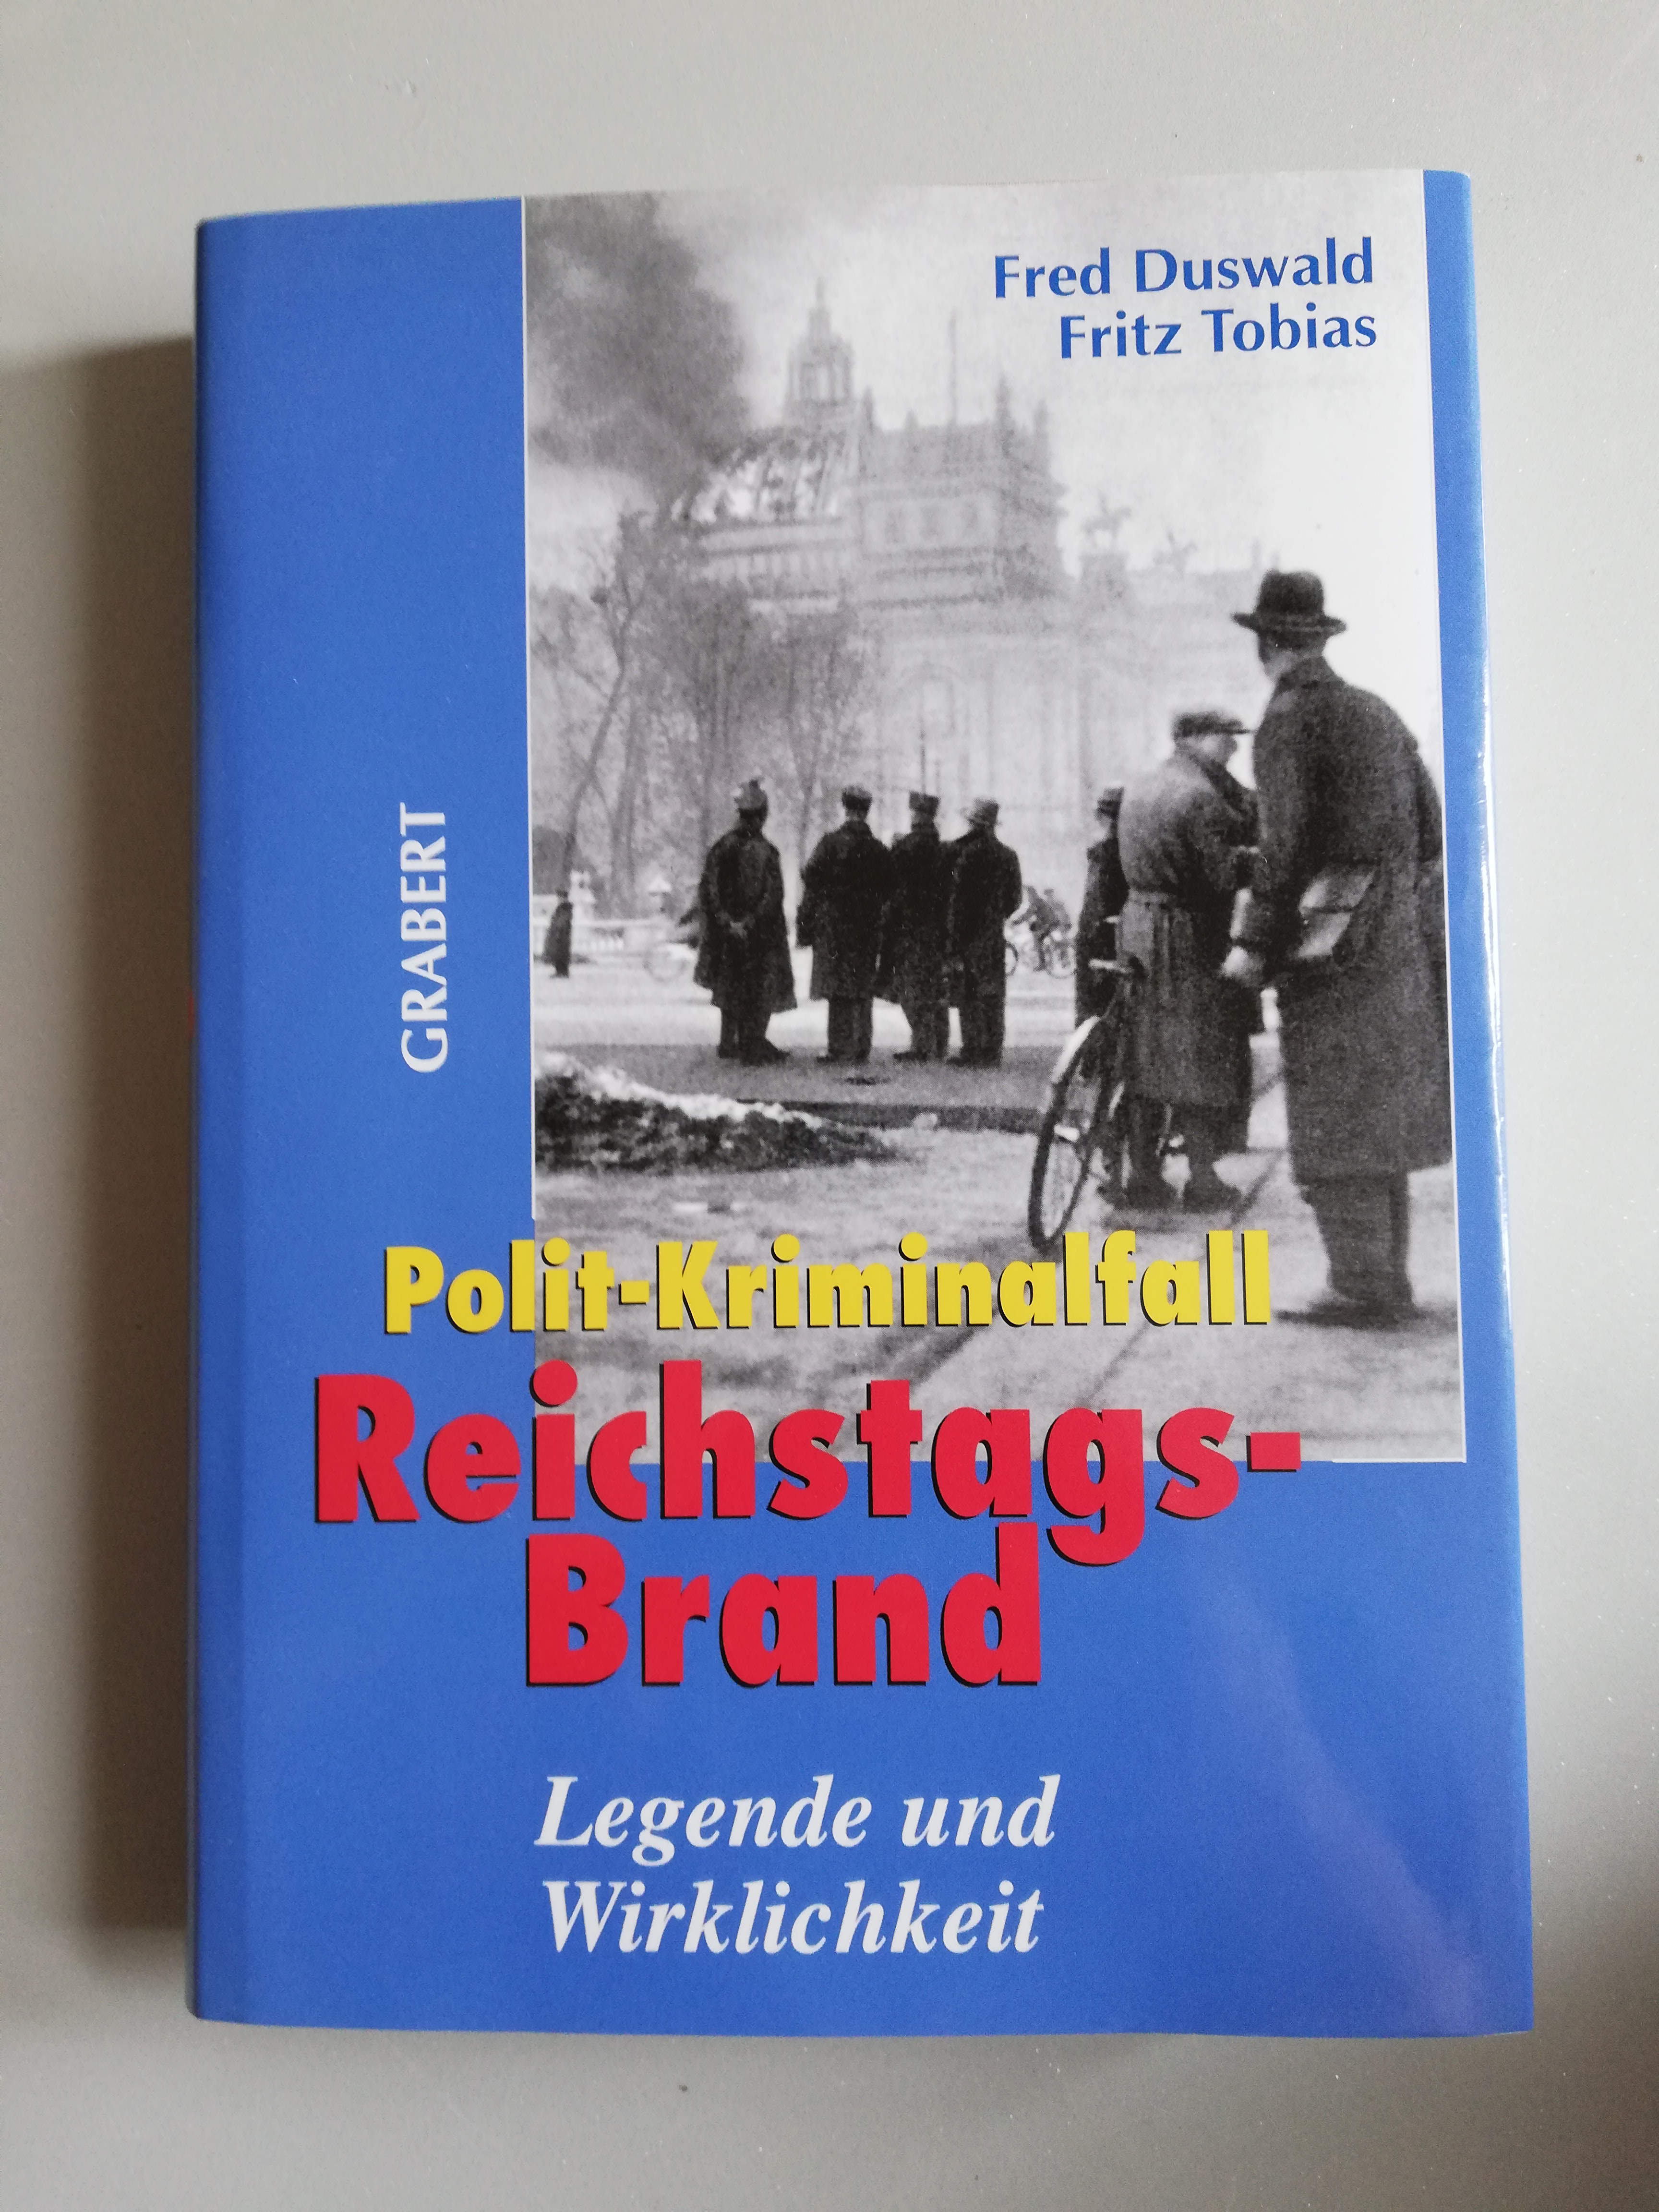 Fred Duswald
Fritz Tobias
GRABERT
Polit-Kriminalfall
Reichstags-
Brand
Legende und
Wirklichkeit